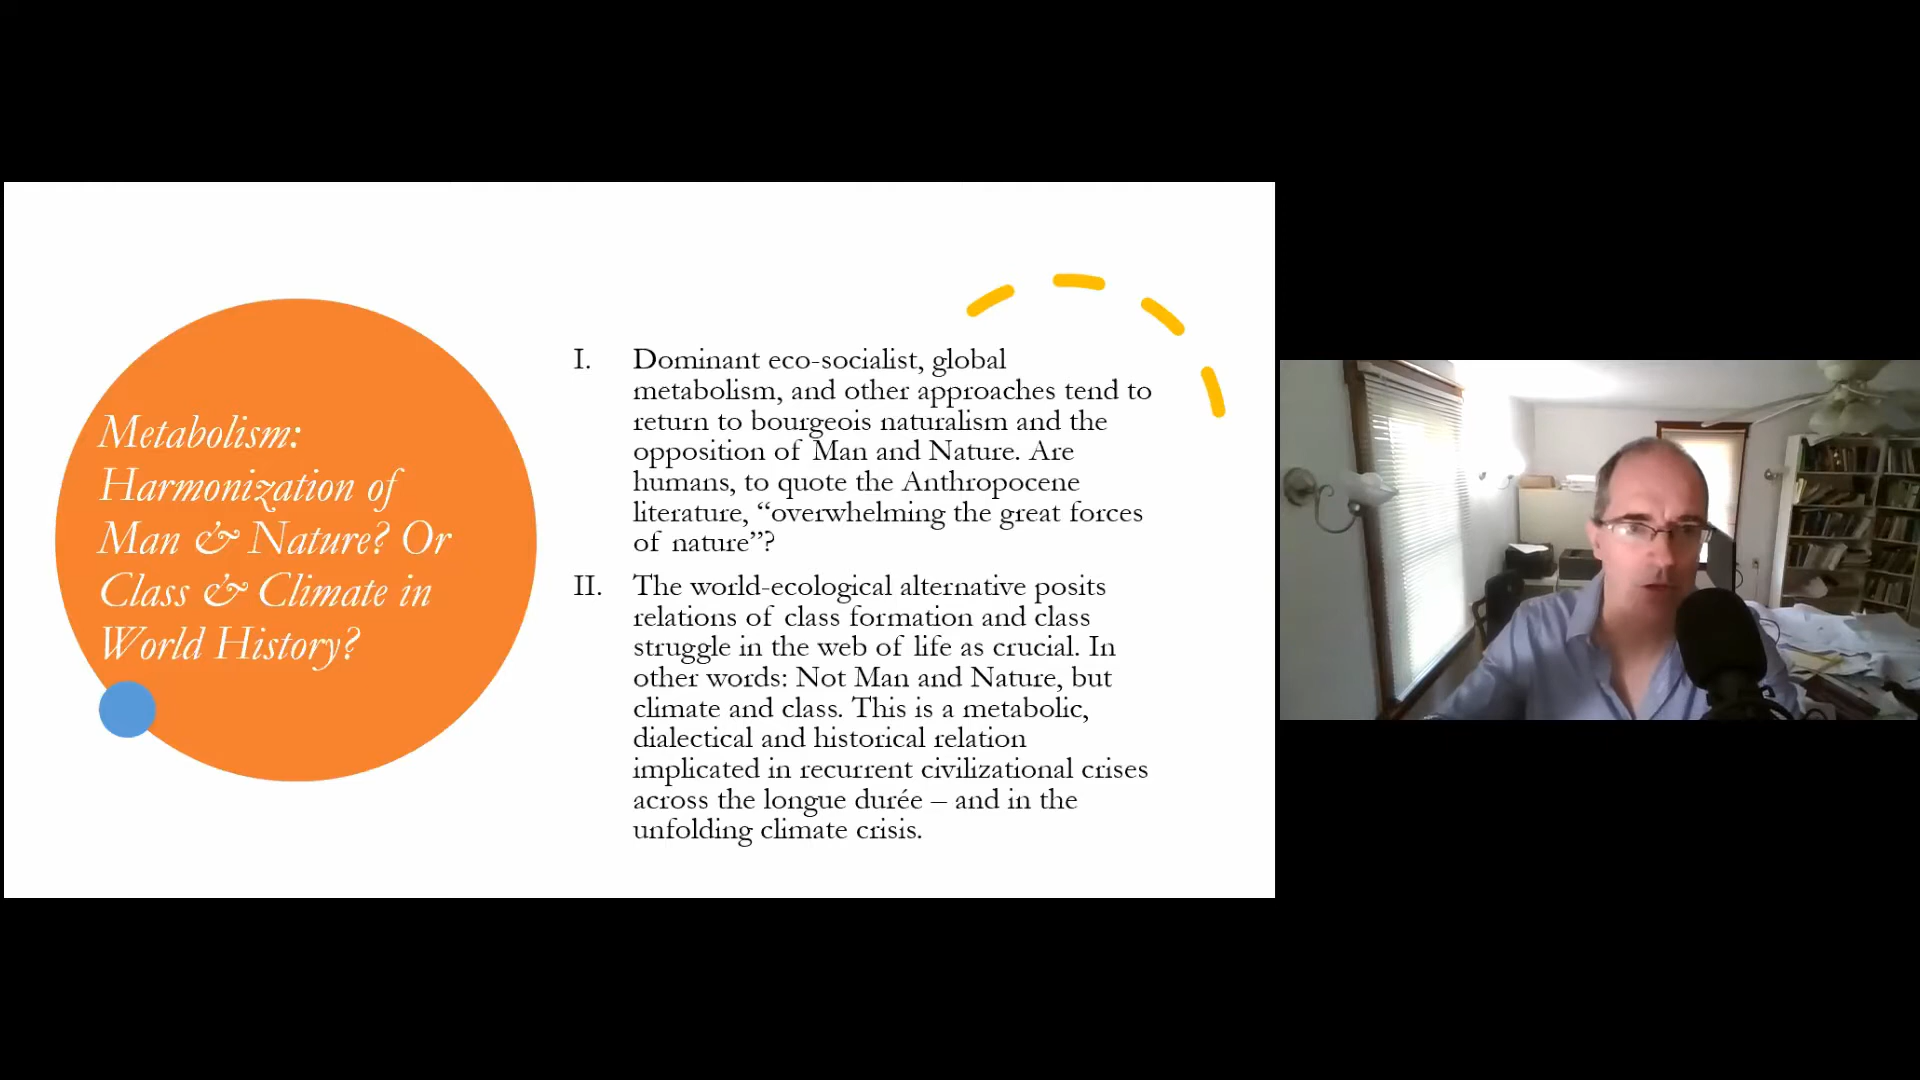 Metabolism:
Harmonization of
Man & Nature? Or
Class & Climate in
World History?
I. Dominant eco-socialist, global
metabolism, and other approaches tend to
return to bourgeois naturalism and the
opposition of Man and Nature. Are
humans, to quote the Anthropocene
literature, “overwhelming the great forces
of nature”?
II. The world-ecological alternative posits
relations of class formation and class
struggle in the web of life as crucial. In
other words: Not Man and Nature, but
climate and class. This is a metabolic,
dialectical and historical relation
implicated in recurrent civilizational crises
across the longue durée – and in the
unfolding climate crisis.